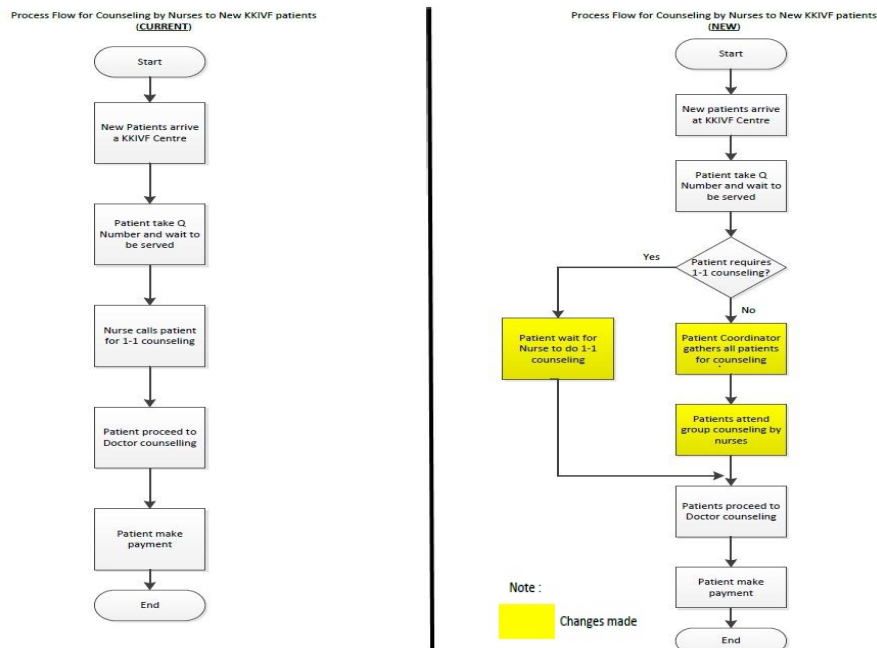 Process Flow for Counseling by Nurses to New KKIVF patients
(CURRENT)
Start
New Patients arrive
a KKIVF Centre
Patient take Q
Number and wait to
be served
Nurse calls patient
for 1-1 counseling
Patient proceed to
Doctor counselling
Patient make
payment
End
Process Flow for Counseling by Nurses to New KKIVF patients
(NEW)
Start
New patients arrive
at KKIVF Centre
Patient take Q
Number and wait to
be served
Patient requires
1-1 counseling?
Yes
No
Patient wait for
Nurse to do 1-1
counseling
Patient Coordinator
gathers all patients
for counseling
Patients attend
group counseling by
nurses
Patients proceed to
Doctor counseling
Patient make
payment
End
Note :
Changes made